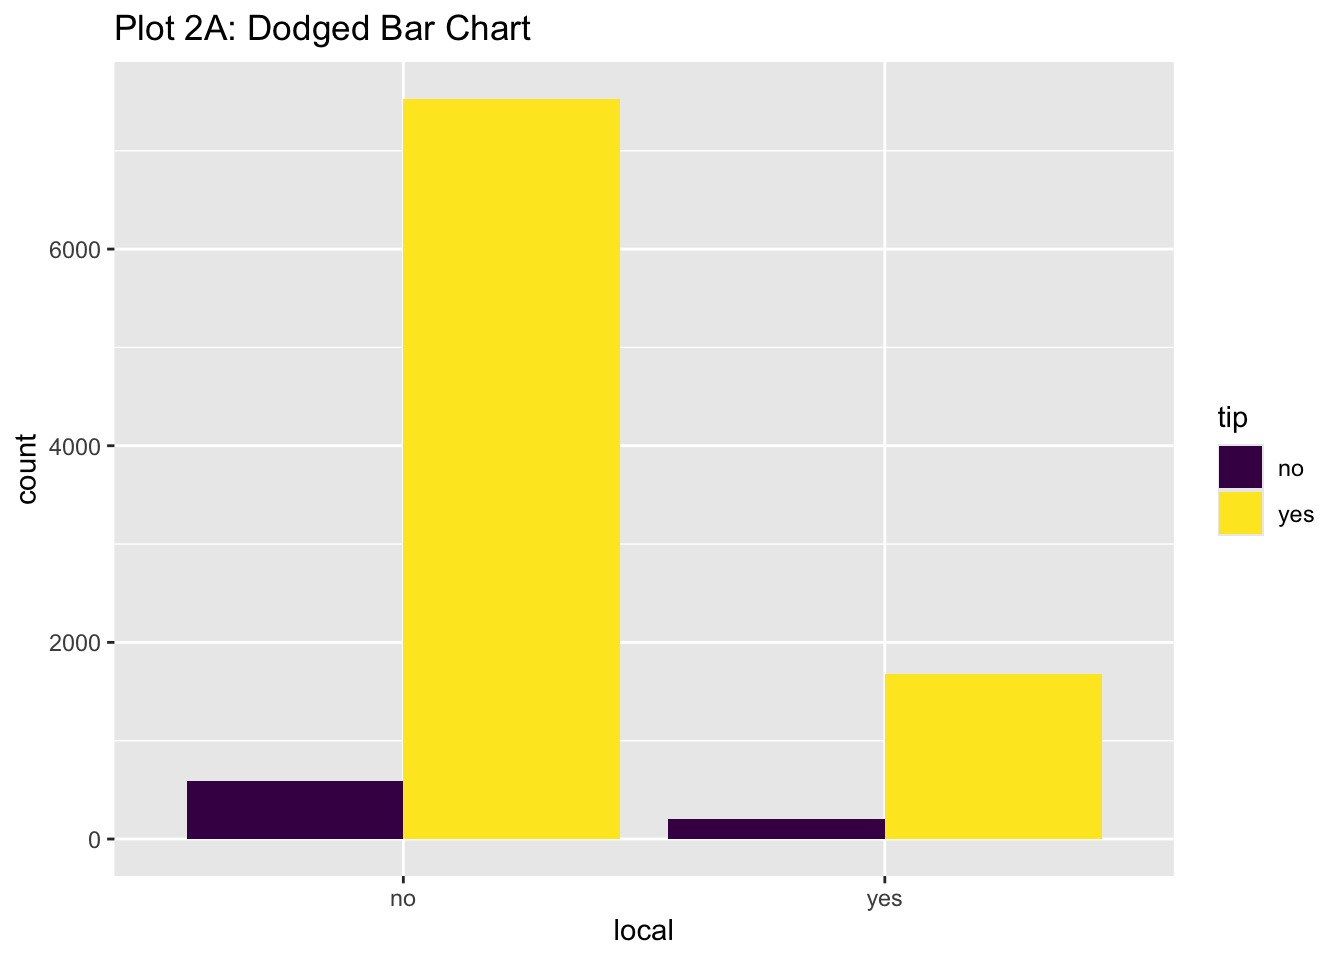 Plot 2A: Dodged Bar Chart
count
6000
4000
2000
0
no
yes
local
tip
no
yes